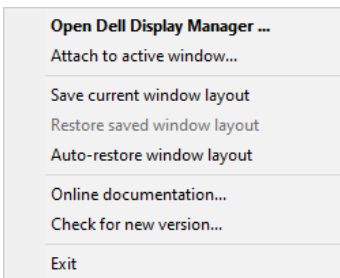 Open Dell Display Manager ...
Attach to active window...
Save current window layout
Restore saved window layout
Auto-restore window layout
Online documentation...
Check for new version...
Exit